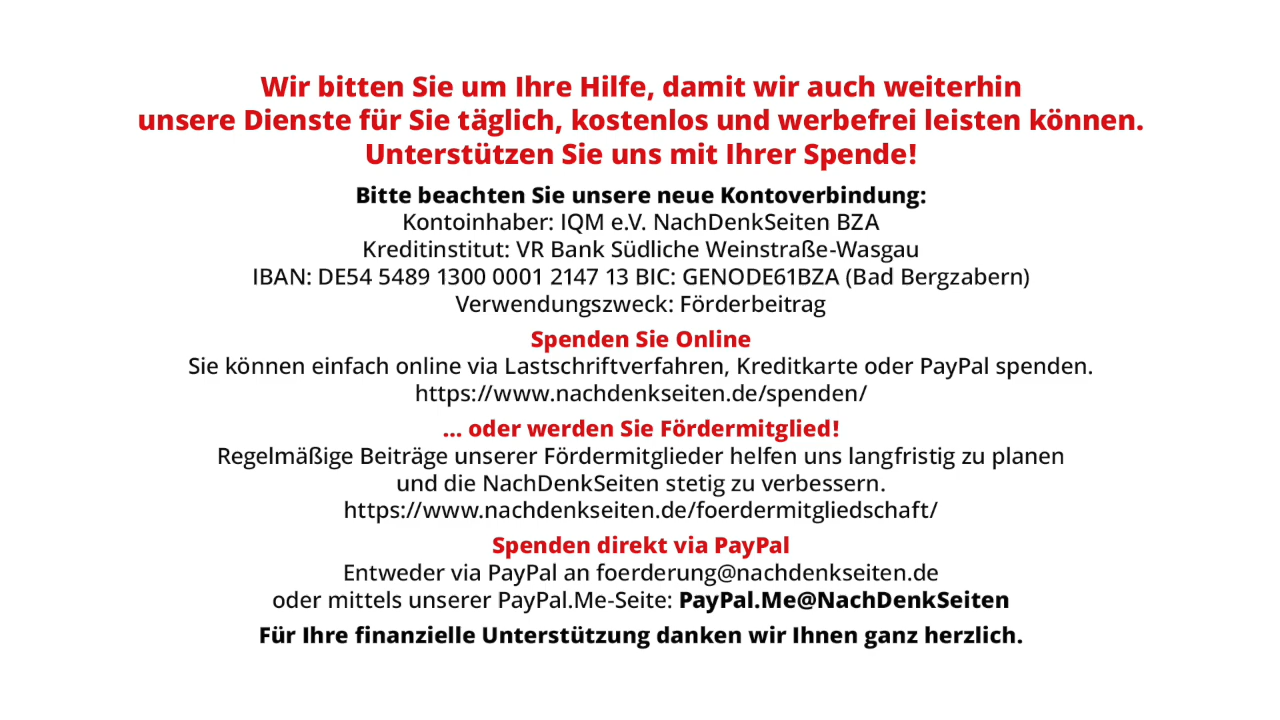 Wir bitten Sie um Ihre Hilfe, damit wir auch weiterhin
unsere Dienste für Sie täglich, kostenlos und werbefrei leisten können.
Unterstützen Sie uns mit Ihrer Spende!
Bitte beachten Sie unsere neue Kontoverbindung:
Kontoinhaber: IQM e.V. NachDenkSeiten BZA
Kreditinstitut: VR Bank Südliche Weinstraße-Wasgau
IBAN: DE54 5489 1300 0001 2147 13 BIC: GENODE61BZA (Bad Bergzabern)
Verwendungszweck: Förderbeitrag
Spenden Sie Online
Sie können einfach online via Lastschriftverfahren, Kreditkarte oder PayPal spenden.
https://www.nachdenkseiten.de/spenden/
... oder werden Sie Fördermitglied!
Regelmäßige Beiträge unserer Fördermitglieder helfen uns langfristig zu planen
und die NachDenkSeiten stetig zu verbessern.
https://www.nachdenkseiten.de/foerdermitgliedschaft/
Spenden direkt via PayPal
Entweder via PayPal an foerderung@nachdenkseiten.de
oder mittels unserer PayPal.Me-Seite: PayPal.Me@NachDenkSeiten
Für Ihre finanzielle Unterstützung danken wir Ihnen ganz herzlich.